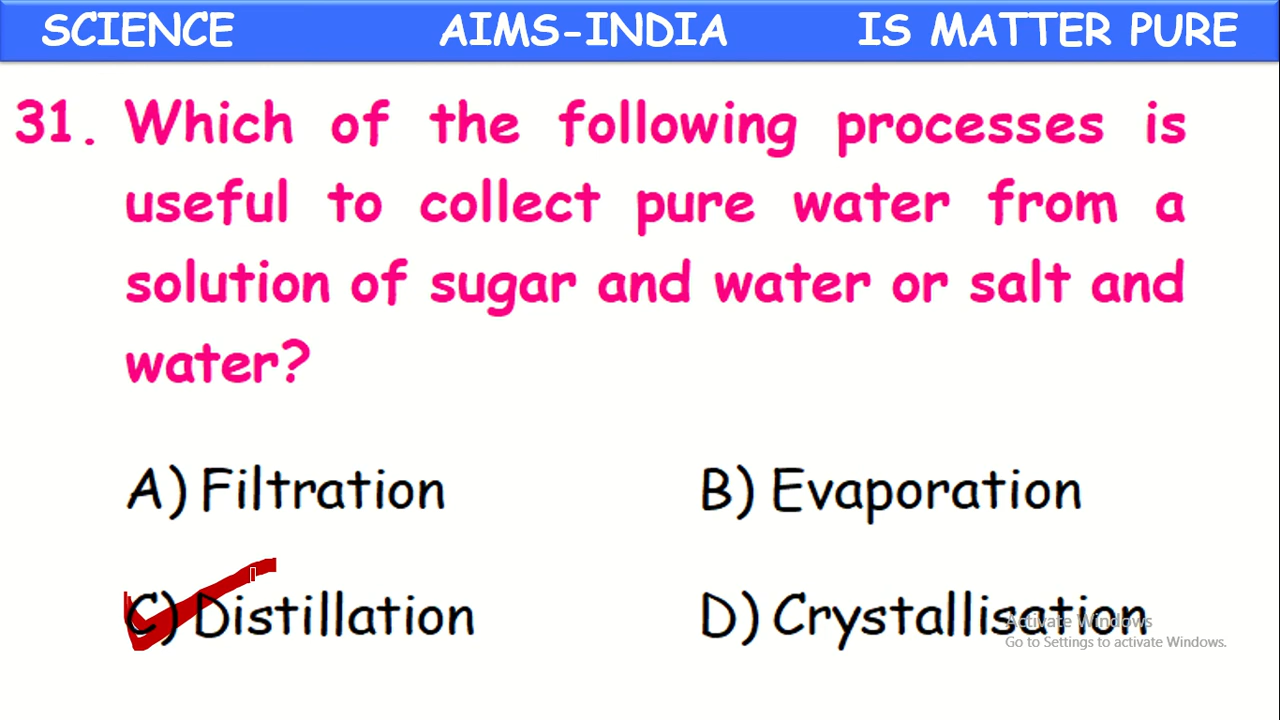 SCIENCE AIMS-INDIA IS MATTER PURE
31. Which of the following processes is
useful to collect pure water from a
solution of sugar and water or salt and
water?
A) Filtration B) Evaporation
C) Distillation D) Crystallisation
Activate Windows
Go to Settings to activate Windows.